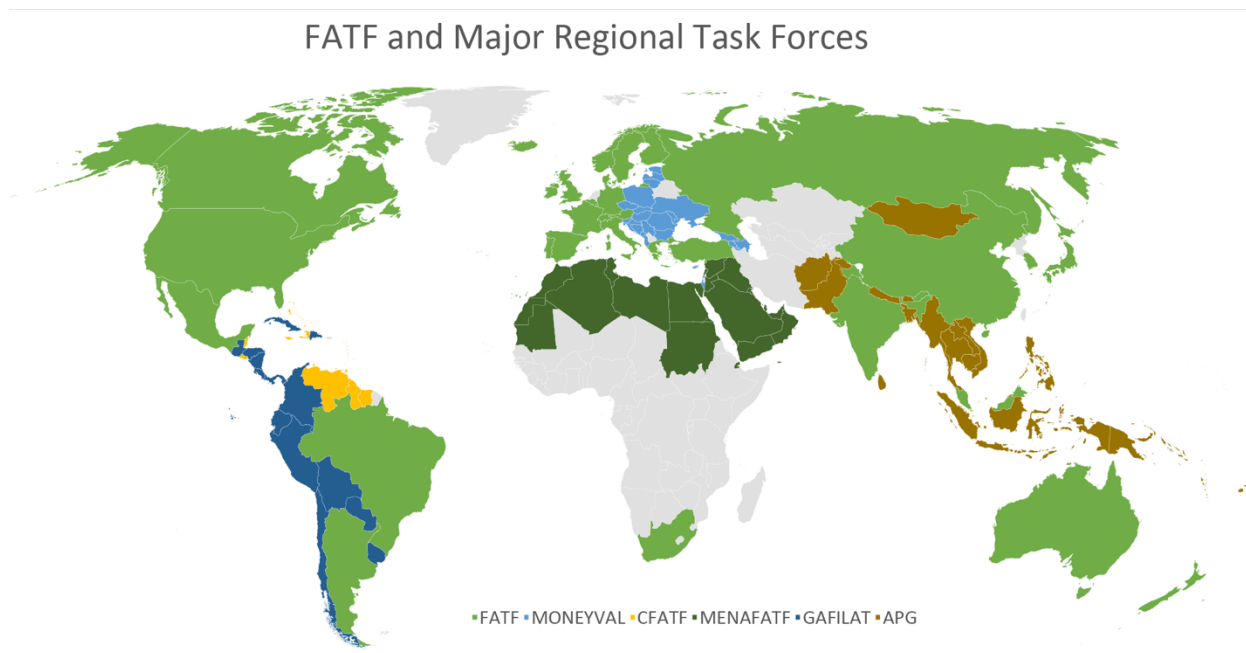 FATF and Major Regional Task Forces
FATF MONEYVAL CFATF MENAFATF GAFILAT APG